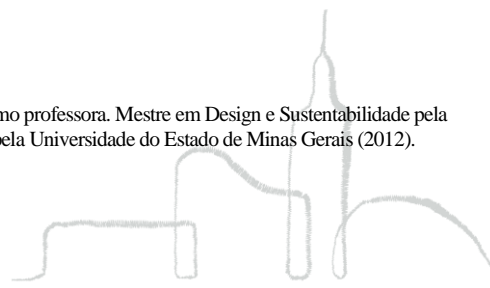 mo professora. Mestre em Design e Sustentabilidade pela
pela Universidade do Estado de Minas Gerais (2012).